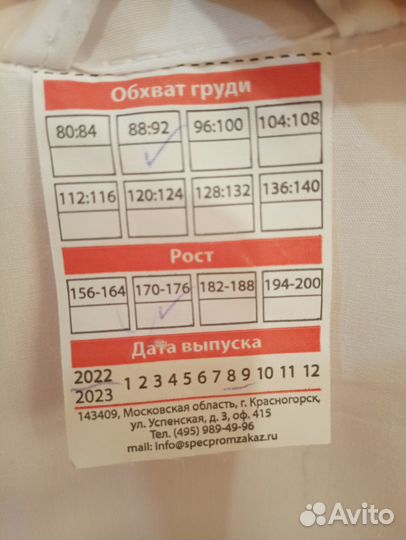 Обхват груди
80:84 88:92 96:100 104:108
112:116 120:124 128:132 136:140
Рост
156-164 170-176 182-188 194-200
Дата выпуска
2022
2023
1 2 3 4 5 6 7 8 9 10 11 12
143409, Московская область, г. Красногорск,
ул. Успенская, д. 3, оф. 415
Тел. (495) 989-49-96
mail: Info@specpromzakaz.ru
Avito